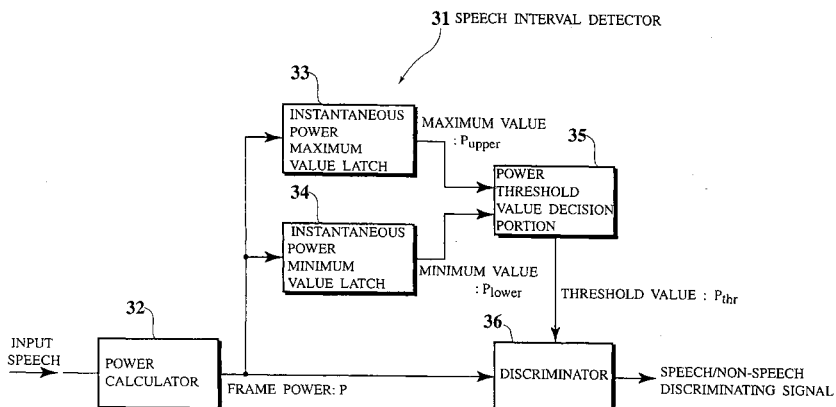 31 SPEECH INTERVAL DETECTOR
33
INSTANTANEOUS
POWER
MAXIMUM
VALUE LATCH
MAXIMUM VALUE
: Pupper
35
POWER
THRESHOLD
VALUE DECISION
PORTION
34
INSTANTANEOUS
POWER
MINIMUM
VALUE LATCH
MINIMUM VALUE
: Plower
THRESHOLD VALUE : Pthr
32
INPUT
SPEECH
POWER
CALCULATOR
FRAME POWER: P
36
DISCRIMINATOR
SPEECH/NON-SPEECH
DISCRIMINATING SIGNAL